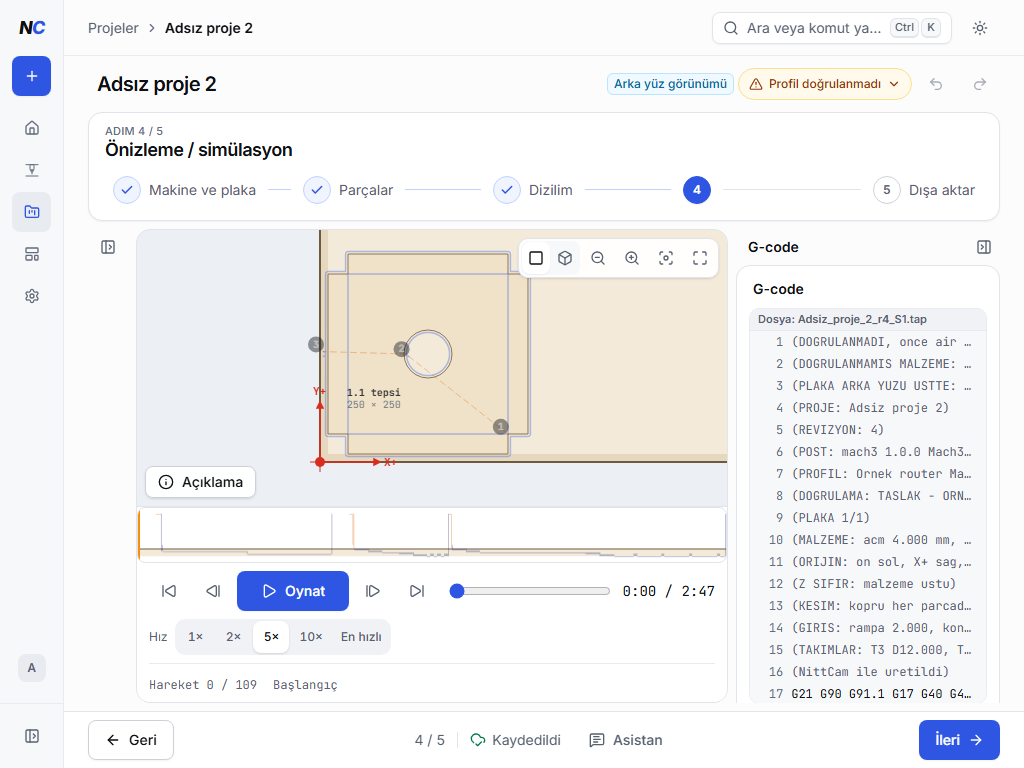 NC
Projeler > Adsız proje 2
Ara veya komut ya... Ctrl K
Adsız proje 2
Arka yüz görünümü
Profil doğrulanmadı
ADIM 4 / 5
Önizleme / simülasyon
Makine ve plaka
Parçalar
Dizilim
4
5 Dışa aktar
G-code
G-code
Dosya: Adsiz_proje_2_r4_S1.tap
1 (DOGRULANMADI, once air …
2 (DOGRULANMAMIS MALZEME: …
3 (PLAKA ARKA YUZU USTTE: …
4 (PROJE: Adsiz proje 2)
5 (REVIZYON: 4)
6 (POST: mach3 1.0.0 Mach3…
7 (PROFIL: Ornek router Ma…
8 (DOGRULAMA: TASLAK - ORN…
9 (PLAKA 1/1)
10 (MALZEME: acm 4.000 mm, …
11 (ORIJIN: on sol, X+ sag,…
12 (Z SIFIR: malzeme ustu)
13 (KESIM: kopru her parcad…
14 (GIRIS: rampa 2.000, kon…
15 (TAKIMLAR: T3 D12.000, T…
16 (NittCam ile uretildi)
17 G21 G90 G91.1 G17 G40 G4…
3
2
1
1.1 tepsi
250 × 250
Y+
X+
Açıklama
Oynat
0:00 / 2:47
Hız 1× 2× 5× 10× En hızlı
Hareket 0 / 109 Başlangıç
A
Geri
4 / 5
Kaydedildi
Asistan
İleri